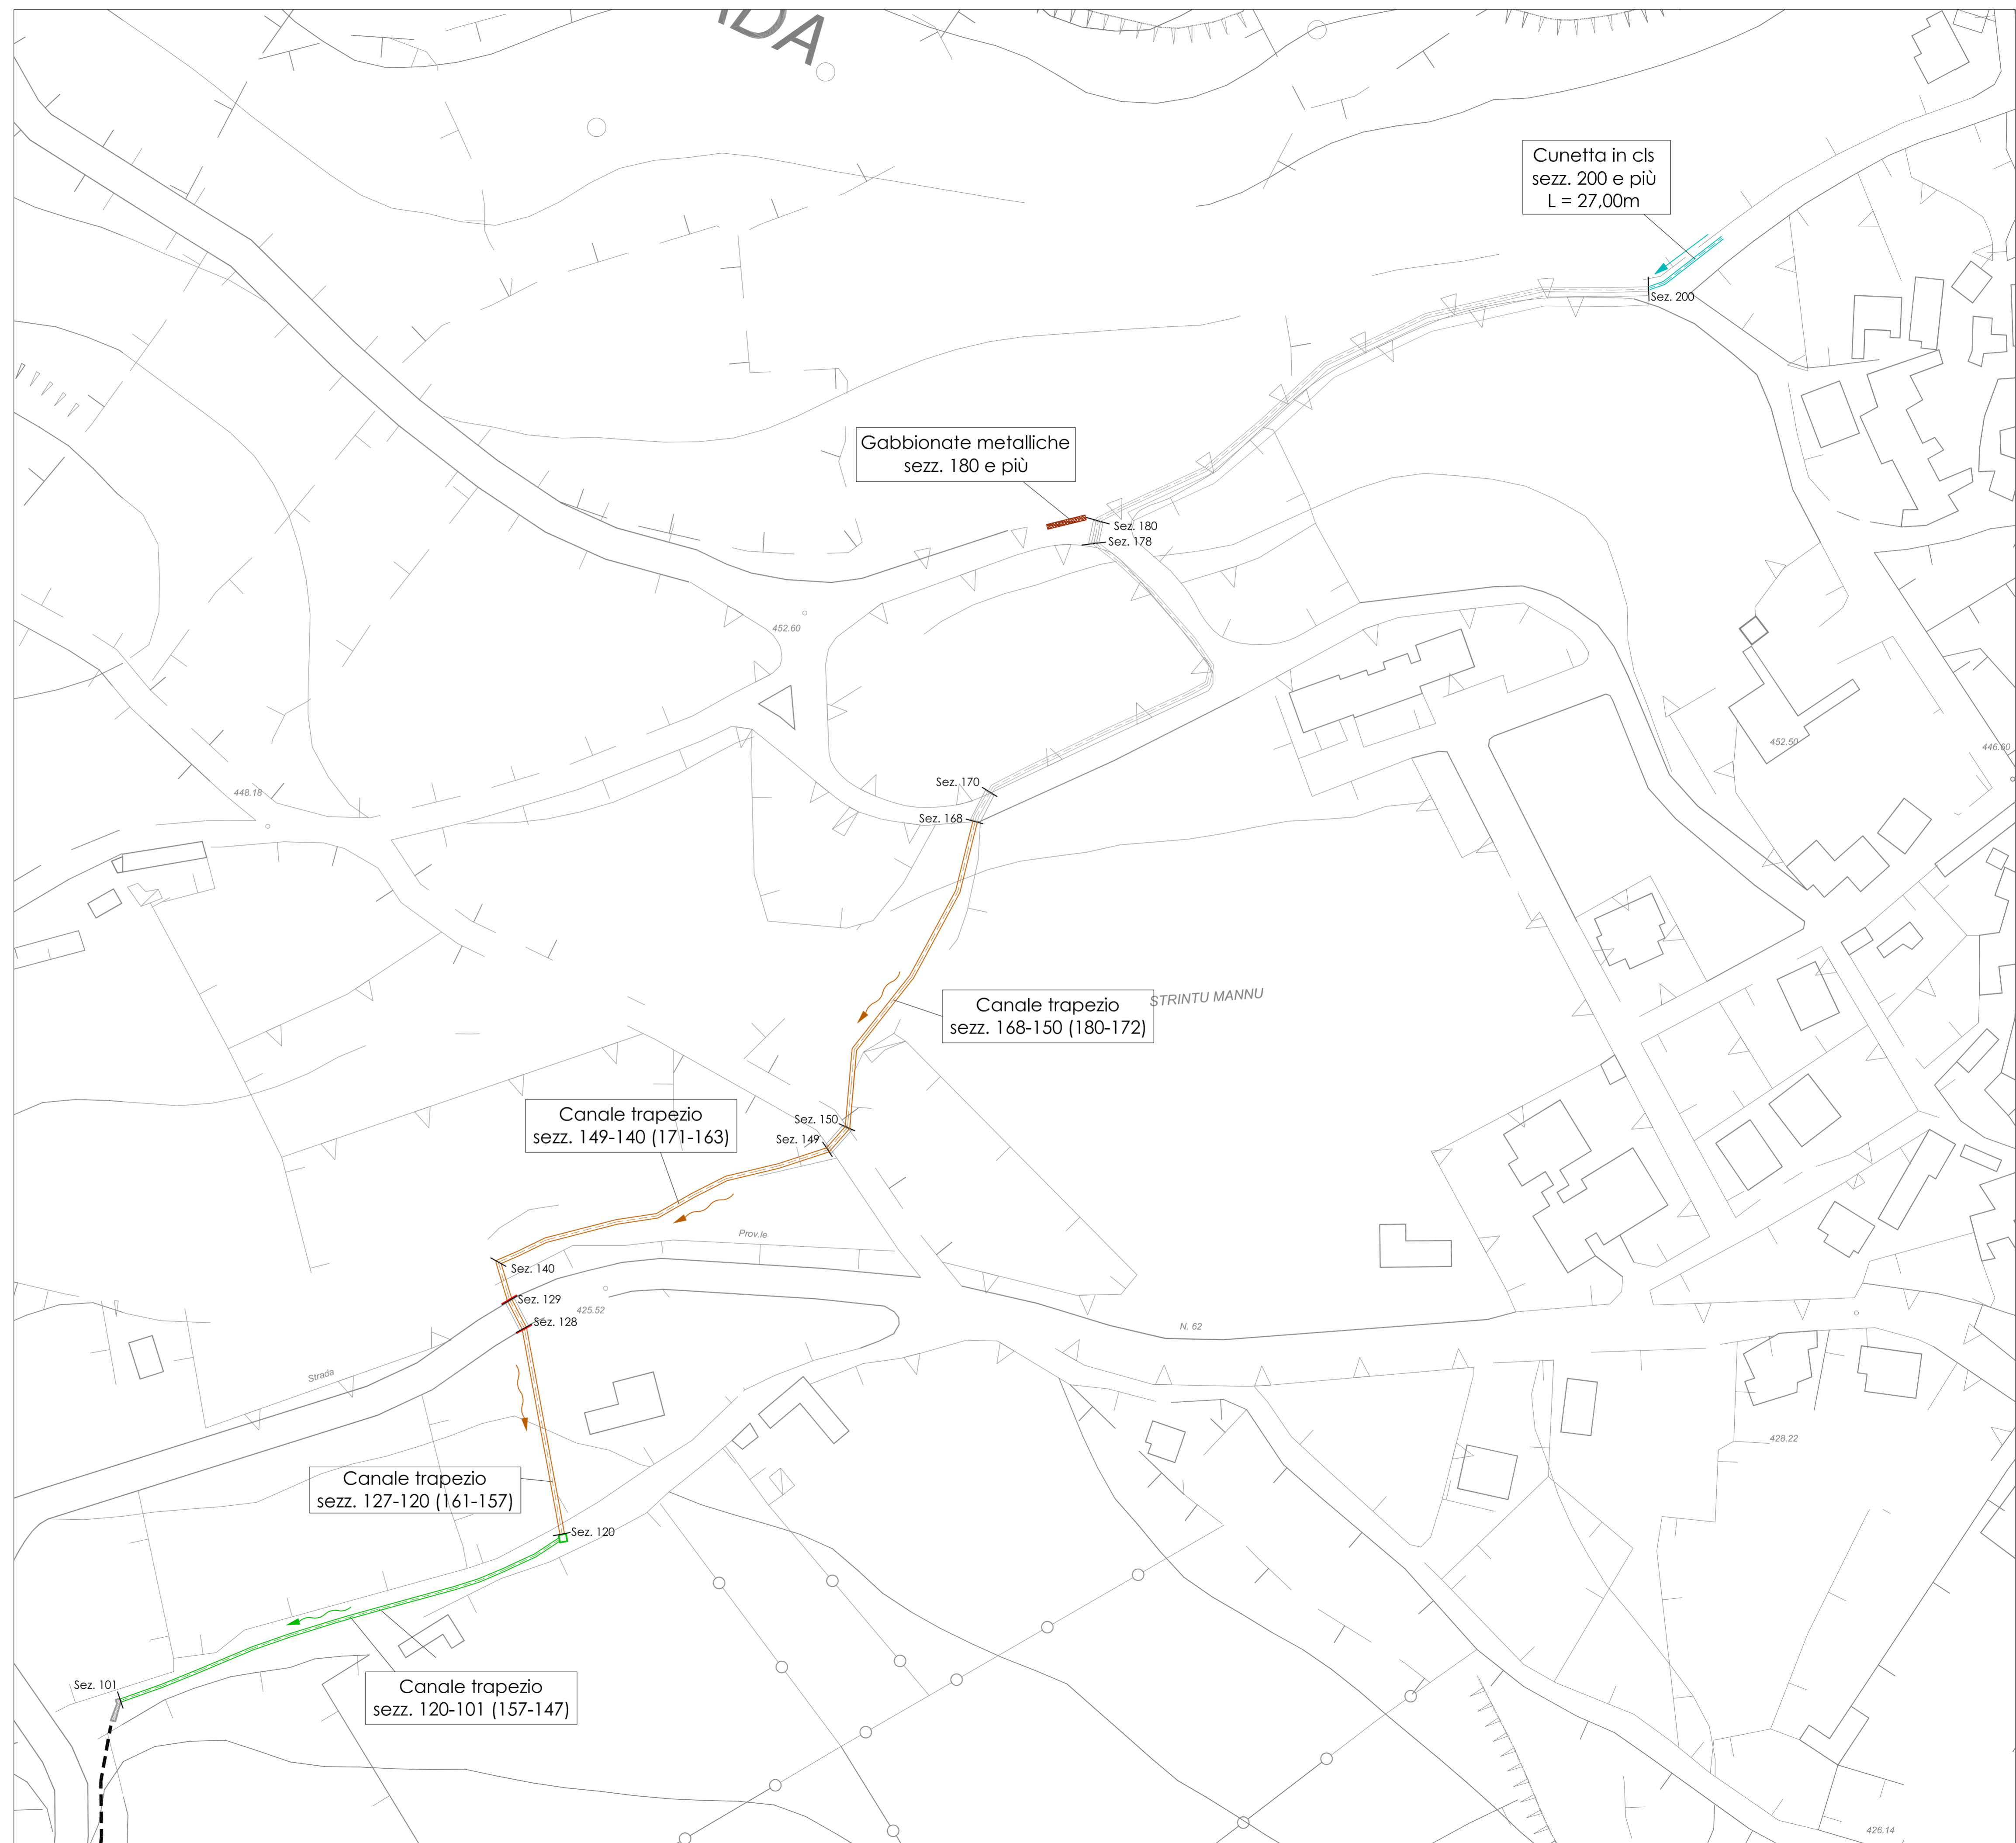 Cunetta in cls
sezz. 200 e più
L = 27,00m
Sez. 200
Gabbionate metalliche
sezz. 180 e più
Sez. 180
Sez. 178
452.60
452.50
446.60
448.18
Sez. 170
Sez. 168
Canale trapezio
sezz. 168-150 (180-172)
STRINTU MANNU
Canale trapezio
sezz. 149-140 (171-163)
Sez. 150
Sez. 149
Prov.le
Sez. 140
Sez. 129
425.52
Sez. 128
N. 62
Strada
428.22
Canale trapezio
sezz. 127-120 (161-157)
Sez. 120
Sez. 101
Canale trapezio
sezz. 120-101 (157-147)
426.14